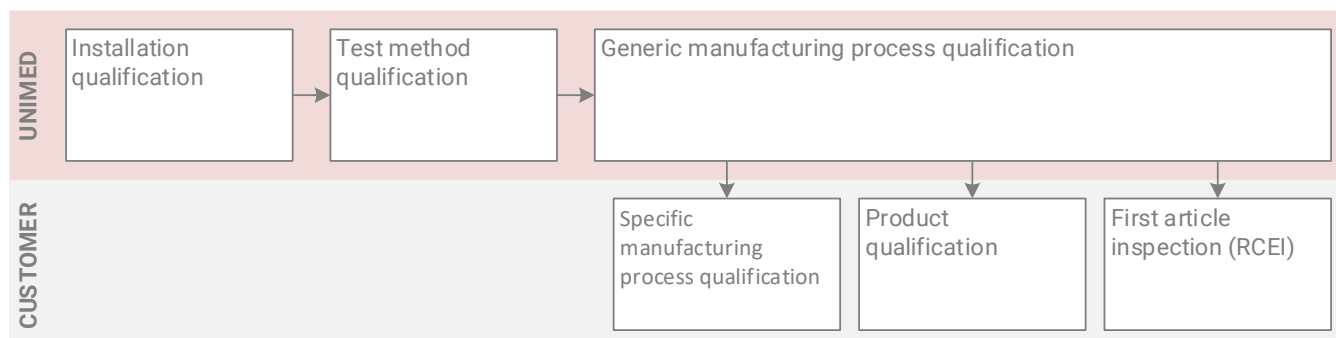 UNIMED
Installation
qualification
Test method
qualification
Generic manufacturing process qualification
CUSTOMER
Specific
manufacturing
process qualification
Product
qualification
First article
inspection (RCEI)